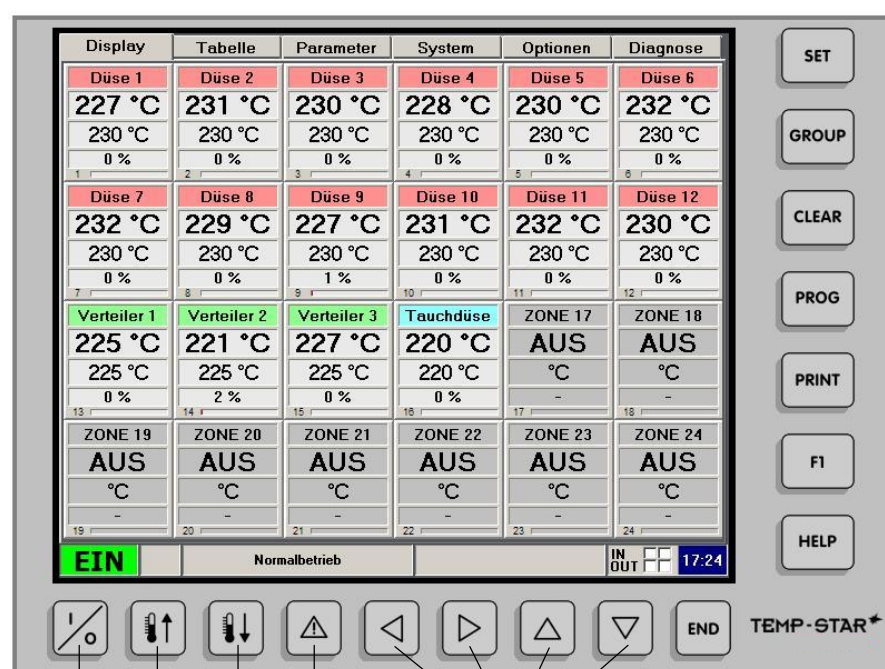 Display Tabelle Parameter System Optionen Diagnose
Düse 1 Düse 2 Düse 3 Düse 4 Düse 5 Düse 6
227 °C 231 °C 230 °C 228 °C 230 °C 232 °C
230 °C 230 °C 230 °C 230 °C 230 °C 230 °C
0 % 0 % 0 % 0 % 0 % 0 %
1 2 3 4 5 6
Düse 7 Düse 8 Düse 9 Düse 10 Düse 11 Düse 12
232 °C 229 °C 227 °C 231 °C 232 °C 230 °C
230 °C 230 °C 230 °C 230 °C 230 °C 230 °C
0 % 0 % 1 % 0 % 0 % 0 %
7 8 9 10 11 12
Verteiler 1 Verteiler 2 Verteiler 3 Tauchdüse ZONE 17 ZONE 18
225 °C 221 °C 227 °C 220 °C AUS AUS
225 °C 225 °C 225 °C 220 °C °C °C
0 % 2 % 0 % 0 % - -
13 14 15 16 17 18
ZONE 19 ZONE 20 ZONE 21 ZONE 22 ZONE 23 ZONE 24
AUS AUS AUS AUS AUS AUS
°C °C °C °C °C °C
- - - - - -
19 20 21 22 23 24
EIN Normalbetrieb IN OUT 17:24
SET
GROUP
CLEAR
PROG
PRINT
F1
HELP
I/O END TEMP-STAR